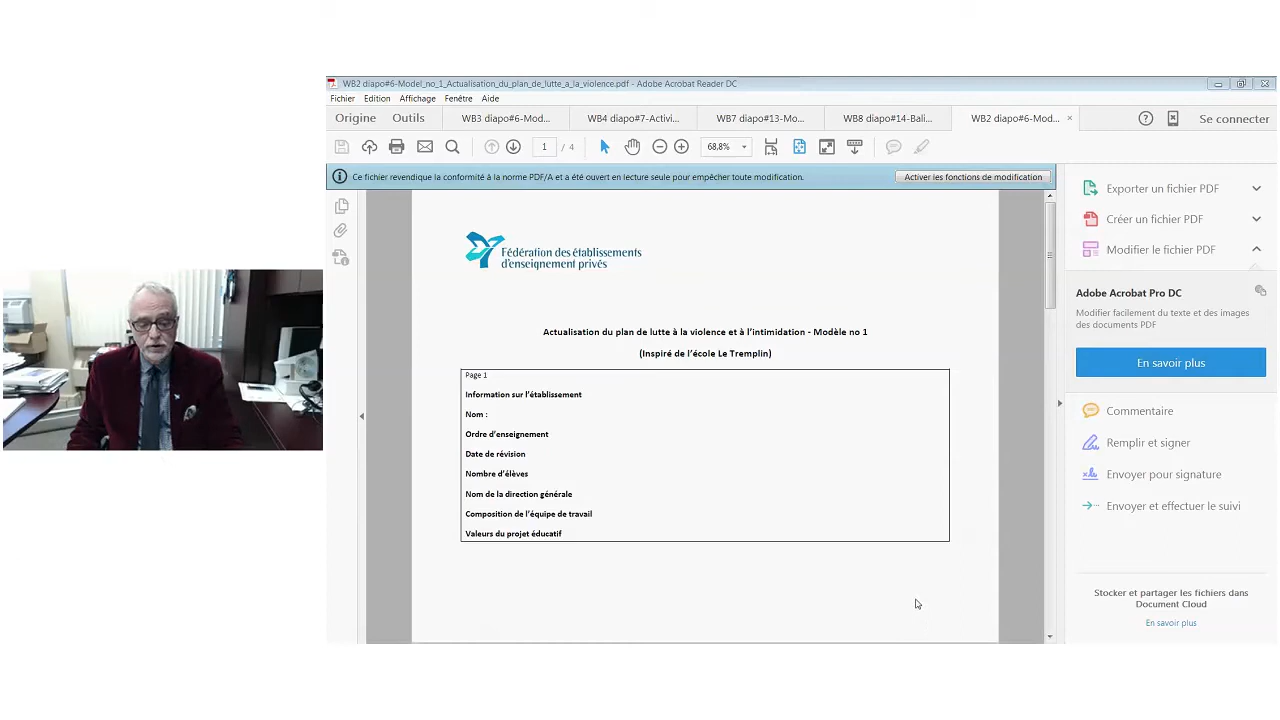 WB2 diapo#6-Model_no_1_Actualisation_du_plan_de_lutte_a_la_violence.pdf - Adobe Acrobat Reader DC
Fichier Edition Affichage Fenêtre Aide
Origine Outils WB3 diapo#6-Mod... WB4 diapo#7-Activi... WB7 diapo#13-Mo... WB8 diapo#14-Bali... WB2 diapo#6-Mod... × Se connecter
1 / 4 68,8%
Ce fichier revendique la conformité à la norme PDF/A et a été ouvert en lecture seule pour empêcher toute modification. Activer les fonctions de modification
Fédération des établissements
d'enseignement privés
Actualisation du plan de lutte à la violence et à l'intimidation - Modèle no 1
(Inspiré de l'école Le Tremplin)
Page 1
Information sur l'établissement
Nom :
Ordre d'enseignement
Date de révision
Nombre d'élèves
Nom de la direction générale
Composition de l'équipe de travail
Valeurs du projet éducatif
Exporter un fichier PDF
Créer un fichier PDF
Modifier le fichier PDF
Adobe Acrobat Pro DC
Modifier facilement du texte et des images
des documents PDF
En savoir plus
Commentaire
Remplir et signer
Envoyer pour signature
Envoyer et effectuer le suivi
Stocker et partager les fichiers dans
Document Cloud
En savoir plus